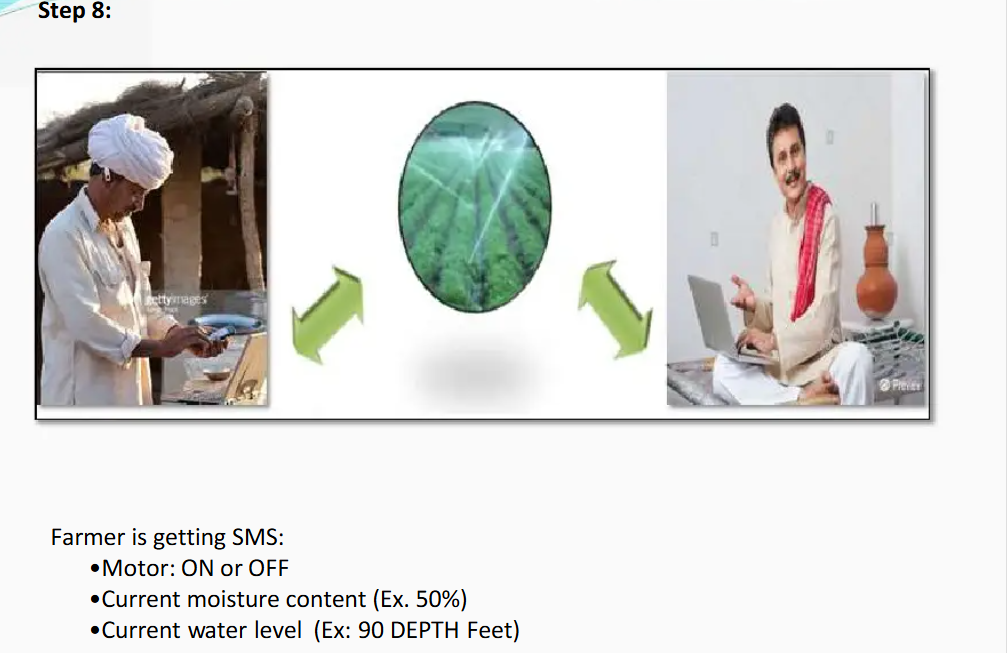 Step 8:
gettyimages
Farmer is getting SMS:
•Motor: ON or OFF
•Current moisture content (Ex. 50%)
•Current water level (Ex: 90 DEPTH Feet)